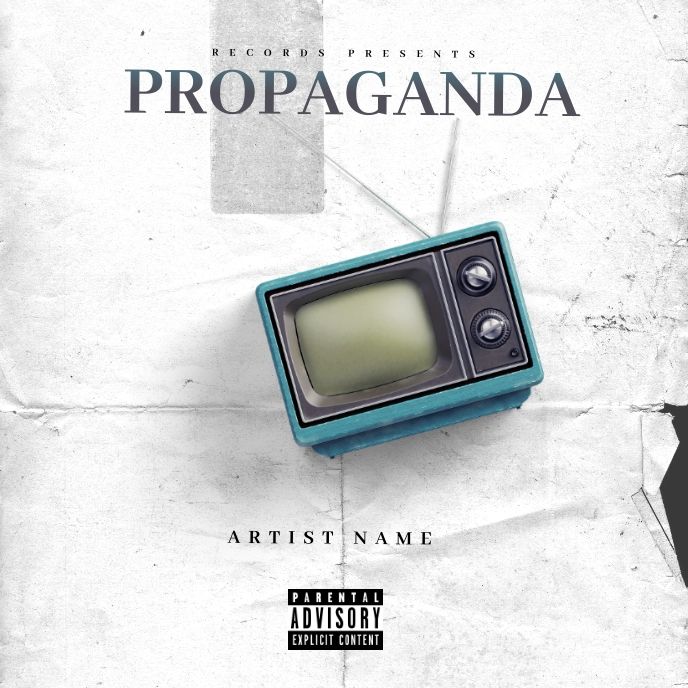 RECORDS PRESENTS
PROPAGANDA
ARTIST NAME
PARENTAL
ADVISORY
EXPLICIT CONTENT